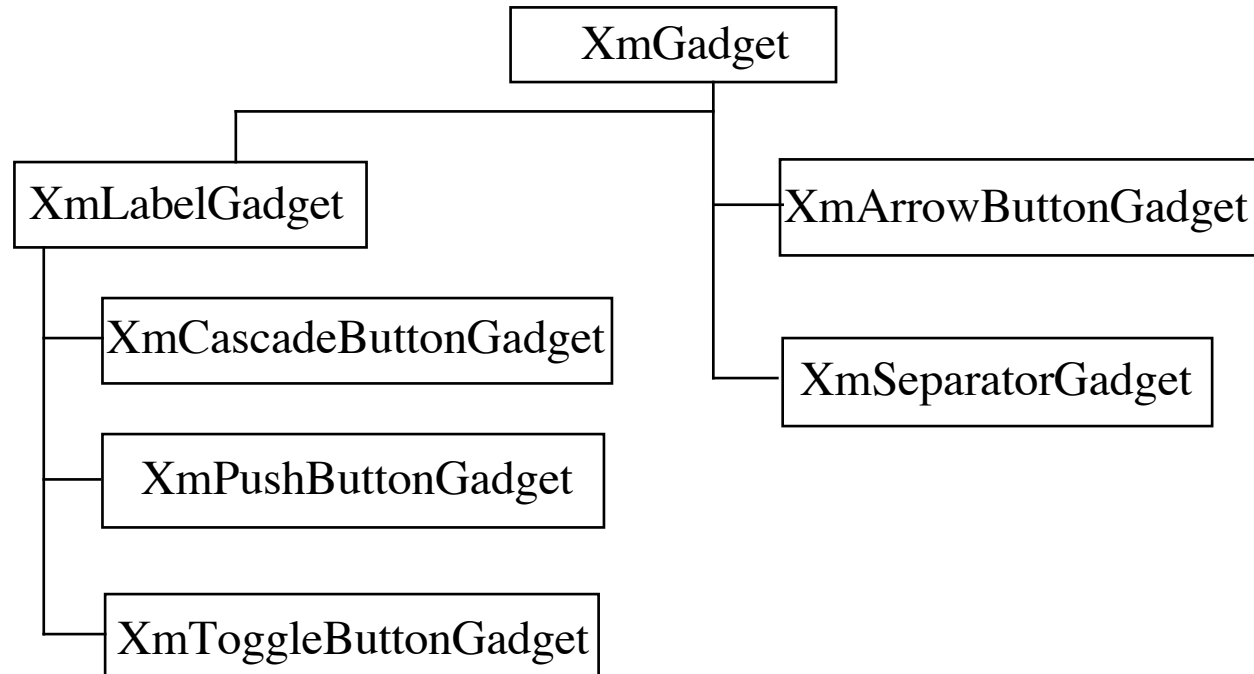 XmGadget
XmLabelGadget
XmArrowButtonGadget
XmCascadeButtonGadget
XmSeparatorGadget
XmPushButtonGadget
XmToggleButtonGadget